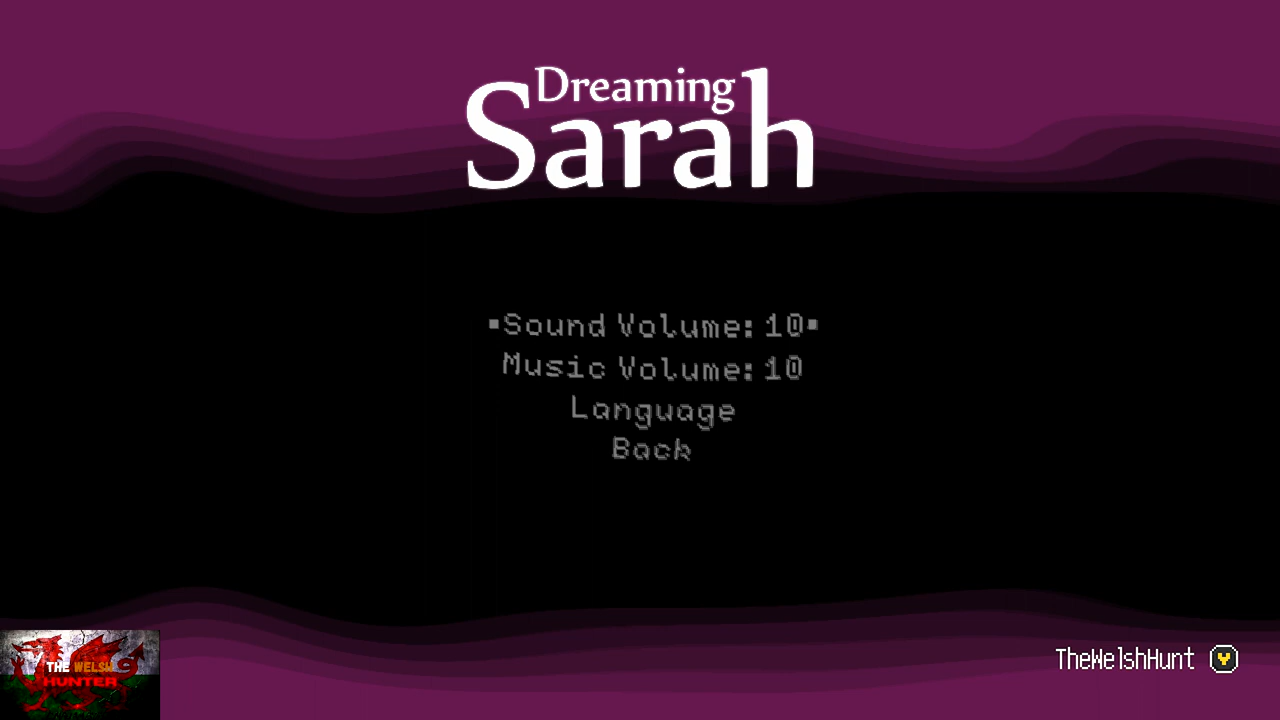 Dreaming
Sarah
▪Sound Volume: 10▪
Music Volume: 10
Language
Back
TheWelshHunt Y
THE WELSH
HUNTER